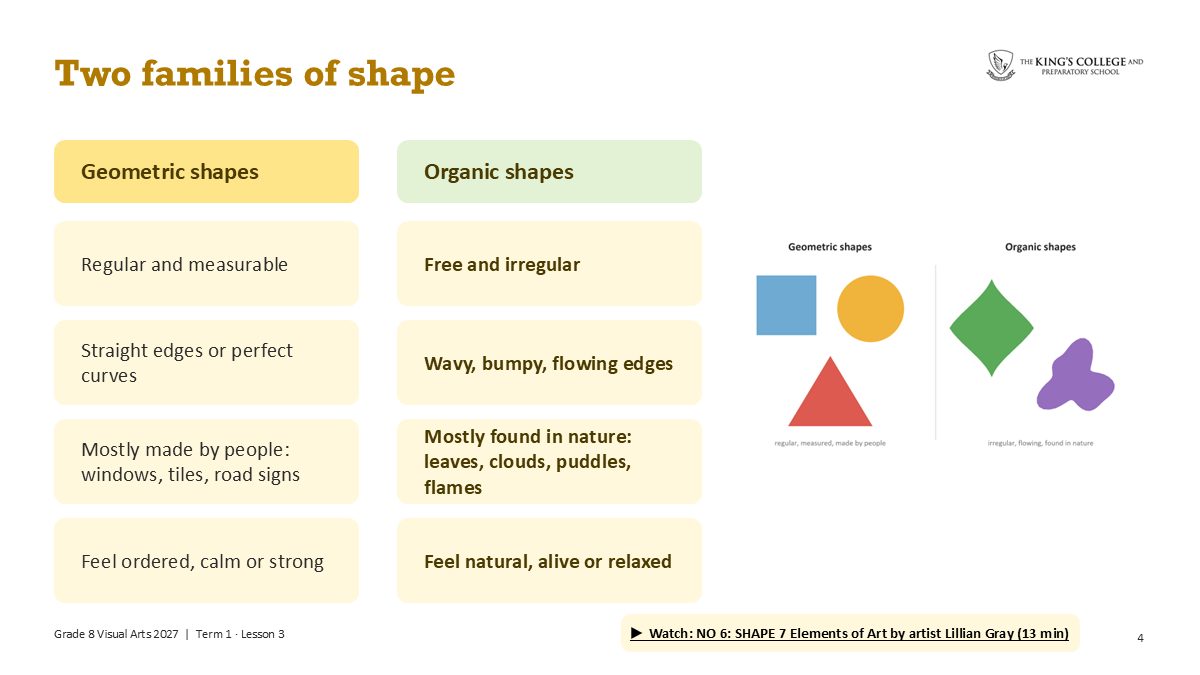 Two families of shape
THE KING'S COLLEGE AND
PREPARATORY SCHOOL
Geometric shapes
Organic shapes
Regular and measurable
Free and irregular
Straight edges or perfect
curves
Wavy, bumpy, flowing edges
Mostly made by people:
windows, tiles, road signs
Mostly found in nature:
leaves, clouds, puddles,
flames
Feel ordered, calm or strong
Feel natural, alive or relaxed
Geometric shapes
Organic shapes
regular, measured, made by people
irregular, flowing, found in nature
Grade 8 Visual Arts 2027 | Term 1 · Lesson 3
▶ Watch: NO 6: SHAPE 7 Elements of Art by artist Lillian Gray (13 min)
4